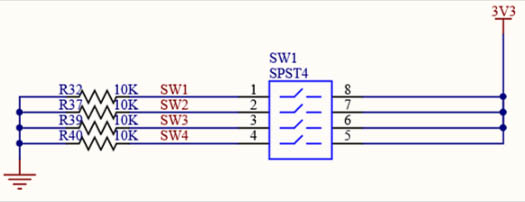 3V3
SW1
SPST4
R32 10K SW1 1 8
R37 10K SW2 2 7
R39 10K SW3 3 6
R40 10K SW4 4 5